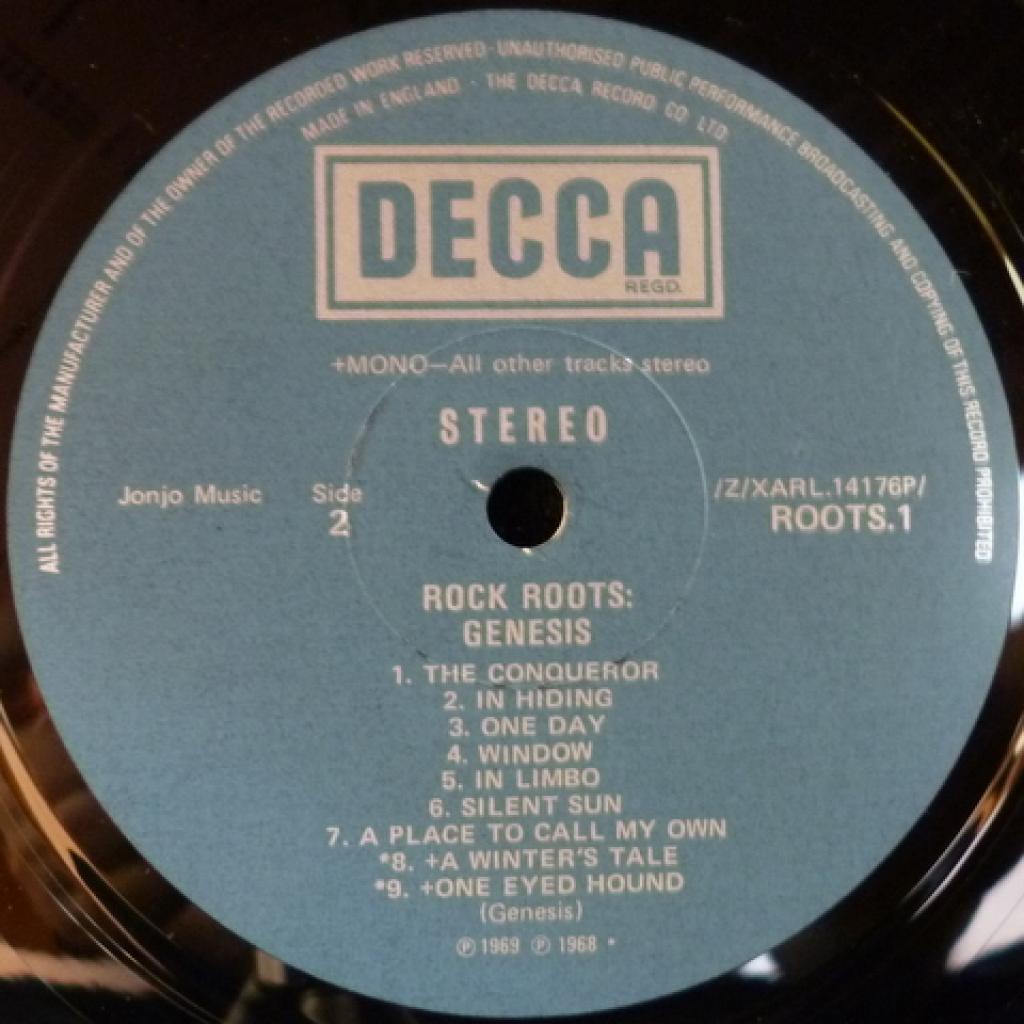 ALL RIGHTS OF THE MANUFACTURER AND OF THE OWNER OF THE RECORDED WORK RESERVED · UNAUTHORISED PUBLIC PERFORMANCE BROADCASTING AND COPYING OF THIS RECORD PROHIBITED
MADE IN ENGLAND · THE DECCA RECORD CO. LTD.
DECCA
REGD.
+MONO—All other tracks stereo
STEREO
Jonjo Music Side /Z/XARL.14176P/
2 ROOTS.1
ROCK ROOTS:
GENESIS
1. THE CONQUEROR
2. IN HIDING
3. ONE DAY
4. WINDOW
5. IN LIMBO
6. SILENT SUN
7. A PLACE TO CALL MY OWN
*8. +A WINTER'S TALE
*9. +ONE EYED HOUND
(Genesis)
℗ 1969 ℗ 1968 *